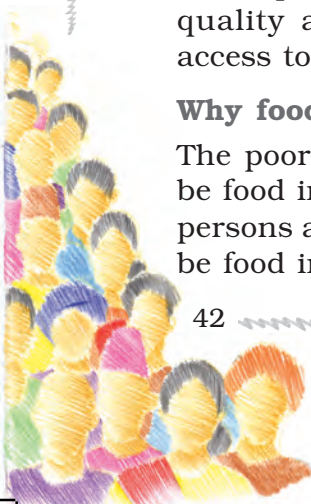 quality a
access to
Why food
The poor
be food in
persons a
be food in
42